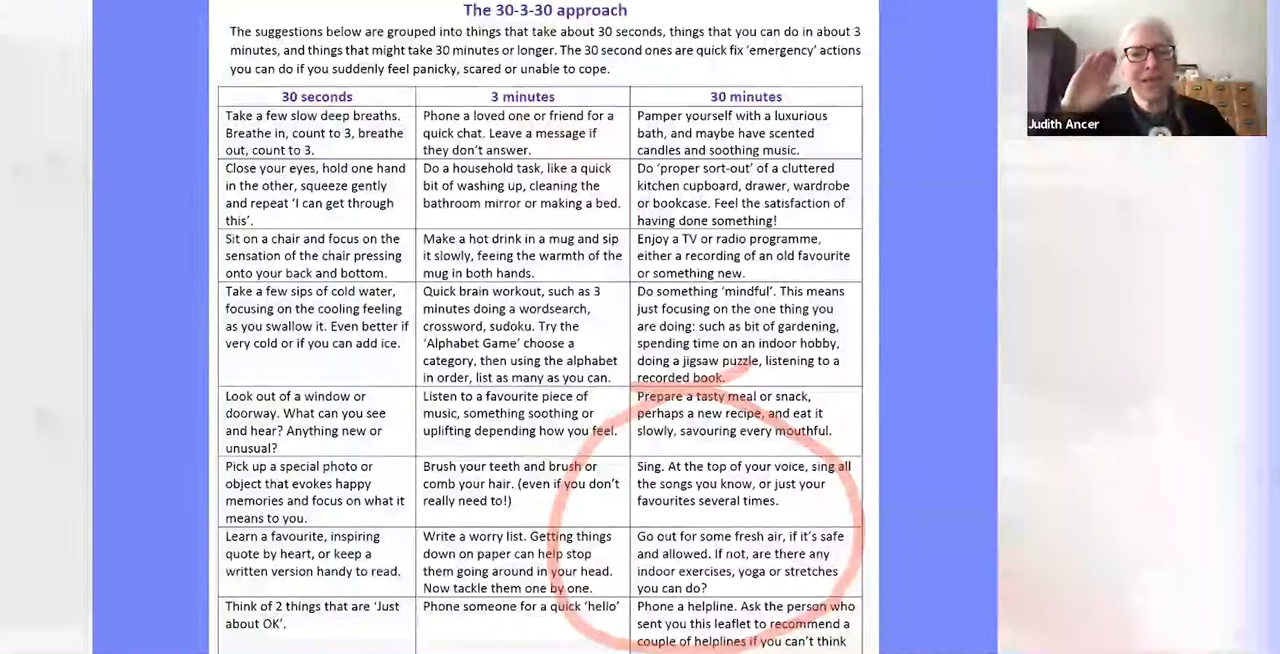 The 30-3-30 approach
The suggestions below are grouped into things that take about 30 seconds, things that you can do in about 3
minutes, and things that might take 30 minutes or longer. The 30 second ones are quick fix ‘emergency’ actions
you can do if you suddenly feel panicky, scared or unable to cope.
30 seconds
3 minutes
30 minutes
Take a few slow deep breaths.
Breathe in, count to 3, breathe
out, count to 3.
Phone a loved one or friend for a
quick chat. Leave a message if
they don’t answer.
Pamper yourself with a luxurious
bath, and maybe have scented
candles and soothing music.
Close your eyes, hold one hand
in the other, squeeze gently
and repeat ‘I can get through
this’.
Do a household task, like a quick
bit of washing up, cleaning the
bathroom mirror or making a bed.
Do ‘proper sort-out’ of a cluttered
kitchen cupboard, drawer, wardrobe
or bookcase. Feel the satisfaction of
having done something!
Sit on a chair and focus on the
sensation of the chair pressing
onto your back and bottom.
Make a hot drink in a mug and sip
it slowly, feeing the warmth of the
mug in both hands.
Enjoy a TV or radio programme,
either a recording of an old favourite
or something new.
Take a few sips of cold water,
focusing on the cooling feeling
as you swallow it. Even better if
very cold or if you can add ice.
Quick brain workout, such as 3
minutes doing a wordsearch,
crossword, sudoku. Try the
‘Alphabet Game’ choose a
category, then using the alphabet
in order, list as many as you can.
Do something ‘mindful’. This means
just focusing on the one thing you
are doing: such as bit of gardening,
spending time on an indoor hobby,
doing a jigsaw puzzle, listening to a
recorded book.
Look out of a window or
doorway. What can you see
and hear? Anything new or
unusual?
Listen to a favourite piece of
music, something soothing or
uplifting depending how you feel.
Prepare a tasty meal or snack,
perhaps a new recipe, and eat it
slowly, savouring every mouthful.
Pick up a special photo or
object that evokes happy
memories and focus on what it
means to you.
Brush your teeth and brush or
comb your hair. (even if you don’t
really need to!)
Sing. At the top of your voice, sing all
the songs you know, or just your
favourites several times.
Learn a favourite, inspiring
quote by heart, or keep a
written version handy to read.
Write a worry list. Getting things
down on paper can help stop
them going around in your head.
Now tackle them one by one.
Go out for some fresh air, if it’s safe
and allowed. If not, are there any
indoor exercises, yoga or stretches
you can do?
Think of 2 things that are ‘Just
about OK’.
Phone someone for a quick ‘hello’
Phone a helpline. Ask the person who
sent you this leaflet to recommend a
couple of helplines if you can’t think
Judith Ancer